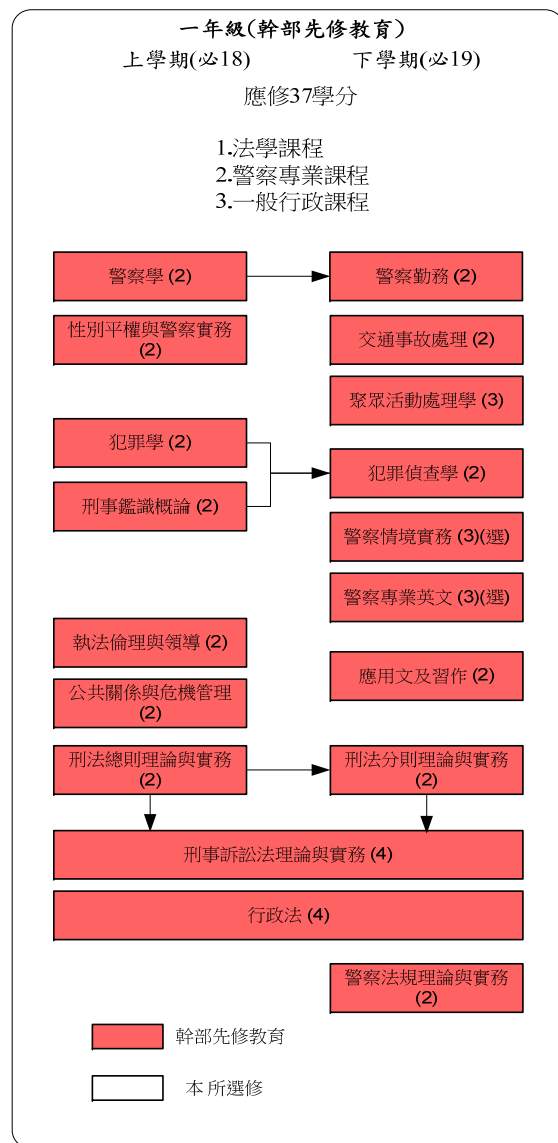 一年級(幹部先修教育)
上學期(必18)
下學期(必19)
應修37學分
1.法學課程
2.警察專業課程
3.一般行政課程
警察學 (2)
警察勤務 (2)
性別平權與警察實務
(2)
交通事故處理 (2)
聚眾活動處理學 (3)
犯罪學 (2)
犯罪偵查學 (2)
刑事鑑識概論 (2)
警察情境實務 (3)(選)
警察專業英文 (3)(選)
執法倫理與領導 (2)
應用文及習作 (2)
公共關係與危機管理
(2)
刑法總則理論與實務
(2)
刑法分則理論與實務
(2)
刑事訴訟法理論與實務 (4)
行政法 (4)
警察法規理論與實務
(2)
幹部先修教育
本所選修